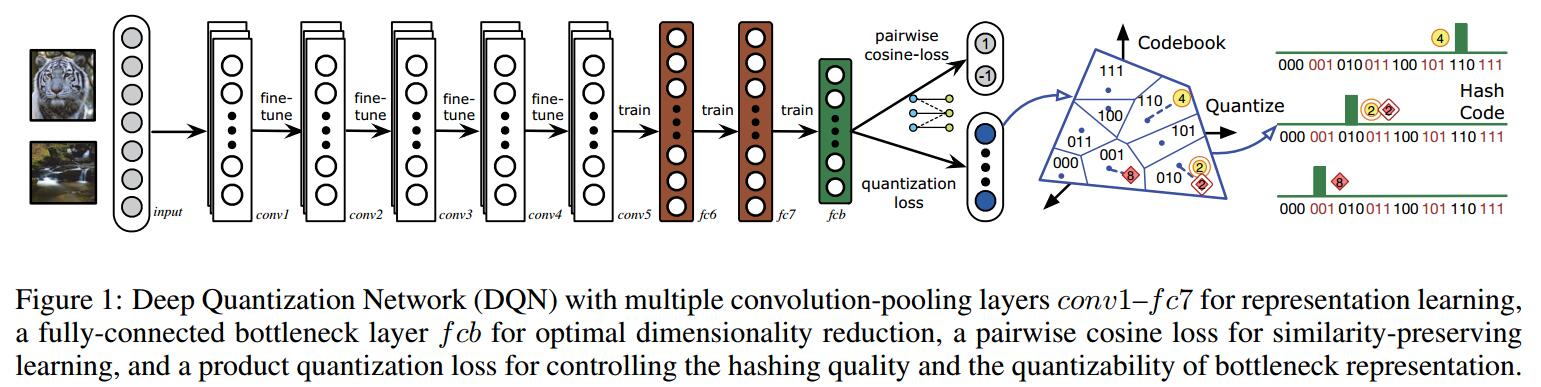 input
fine-
tune
conv1
fine-
tune
conv2
fine-
tune
conv3
fine-
tune
conv4
train
conv5
train
fc6
train
fc7
fcb
pairwise
cosine-loss
1
-1
quantization
loss
Codebook
111
110
4
100
011
101
000
001
8
010
2
2
Quantize
4
000 001 010 011 100 101 110 111
Hash
Code
2 2
000 001 010 011 100 101 110 111
8
000 001 010 011 100 101 110 111
Figure 1: Deep Quantization Network (DQN) with multiple convolution-pooling layers conv1–fc7 for representation learning,
a fully-connected bottleneck layer fcb for optimal dimensionality reduction, a pairwise cosine loss for similarity-preserving
learning, and a product quantization loss for controlling the hashing quality and the quantizability of bottleneck representation.